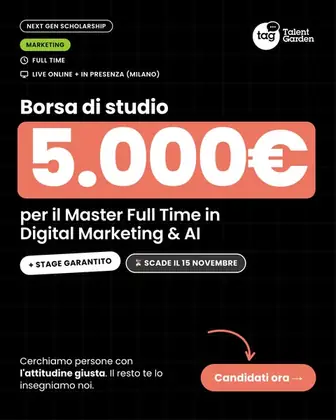 NEXT GEN SCHOLARSHIP
MARKETING
FULL TIME
LIVE ONLINE + IN PRESENZA (MILANO)
tag
Talent
Garden
Borsa di studio
5.000€
per il Master Full Time in
Digital Marketing & AI
+ STAGE GARANTITO
SCADE IL 15 NOVEMBRE
Cerchiamo persone con
l'attitudine giusta. Il resto te lo
insegniamo noi.
Candidati ora →